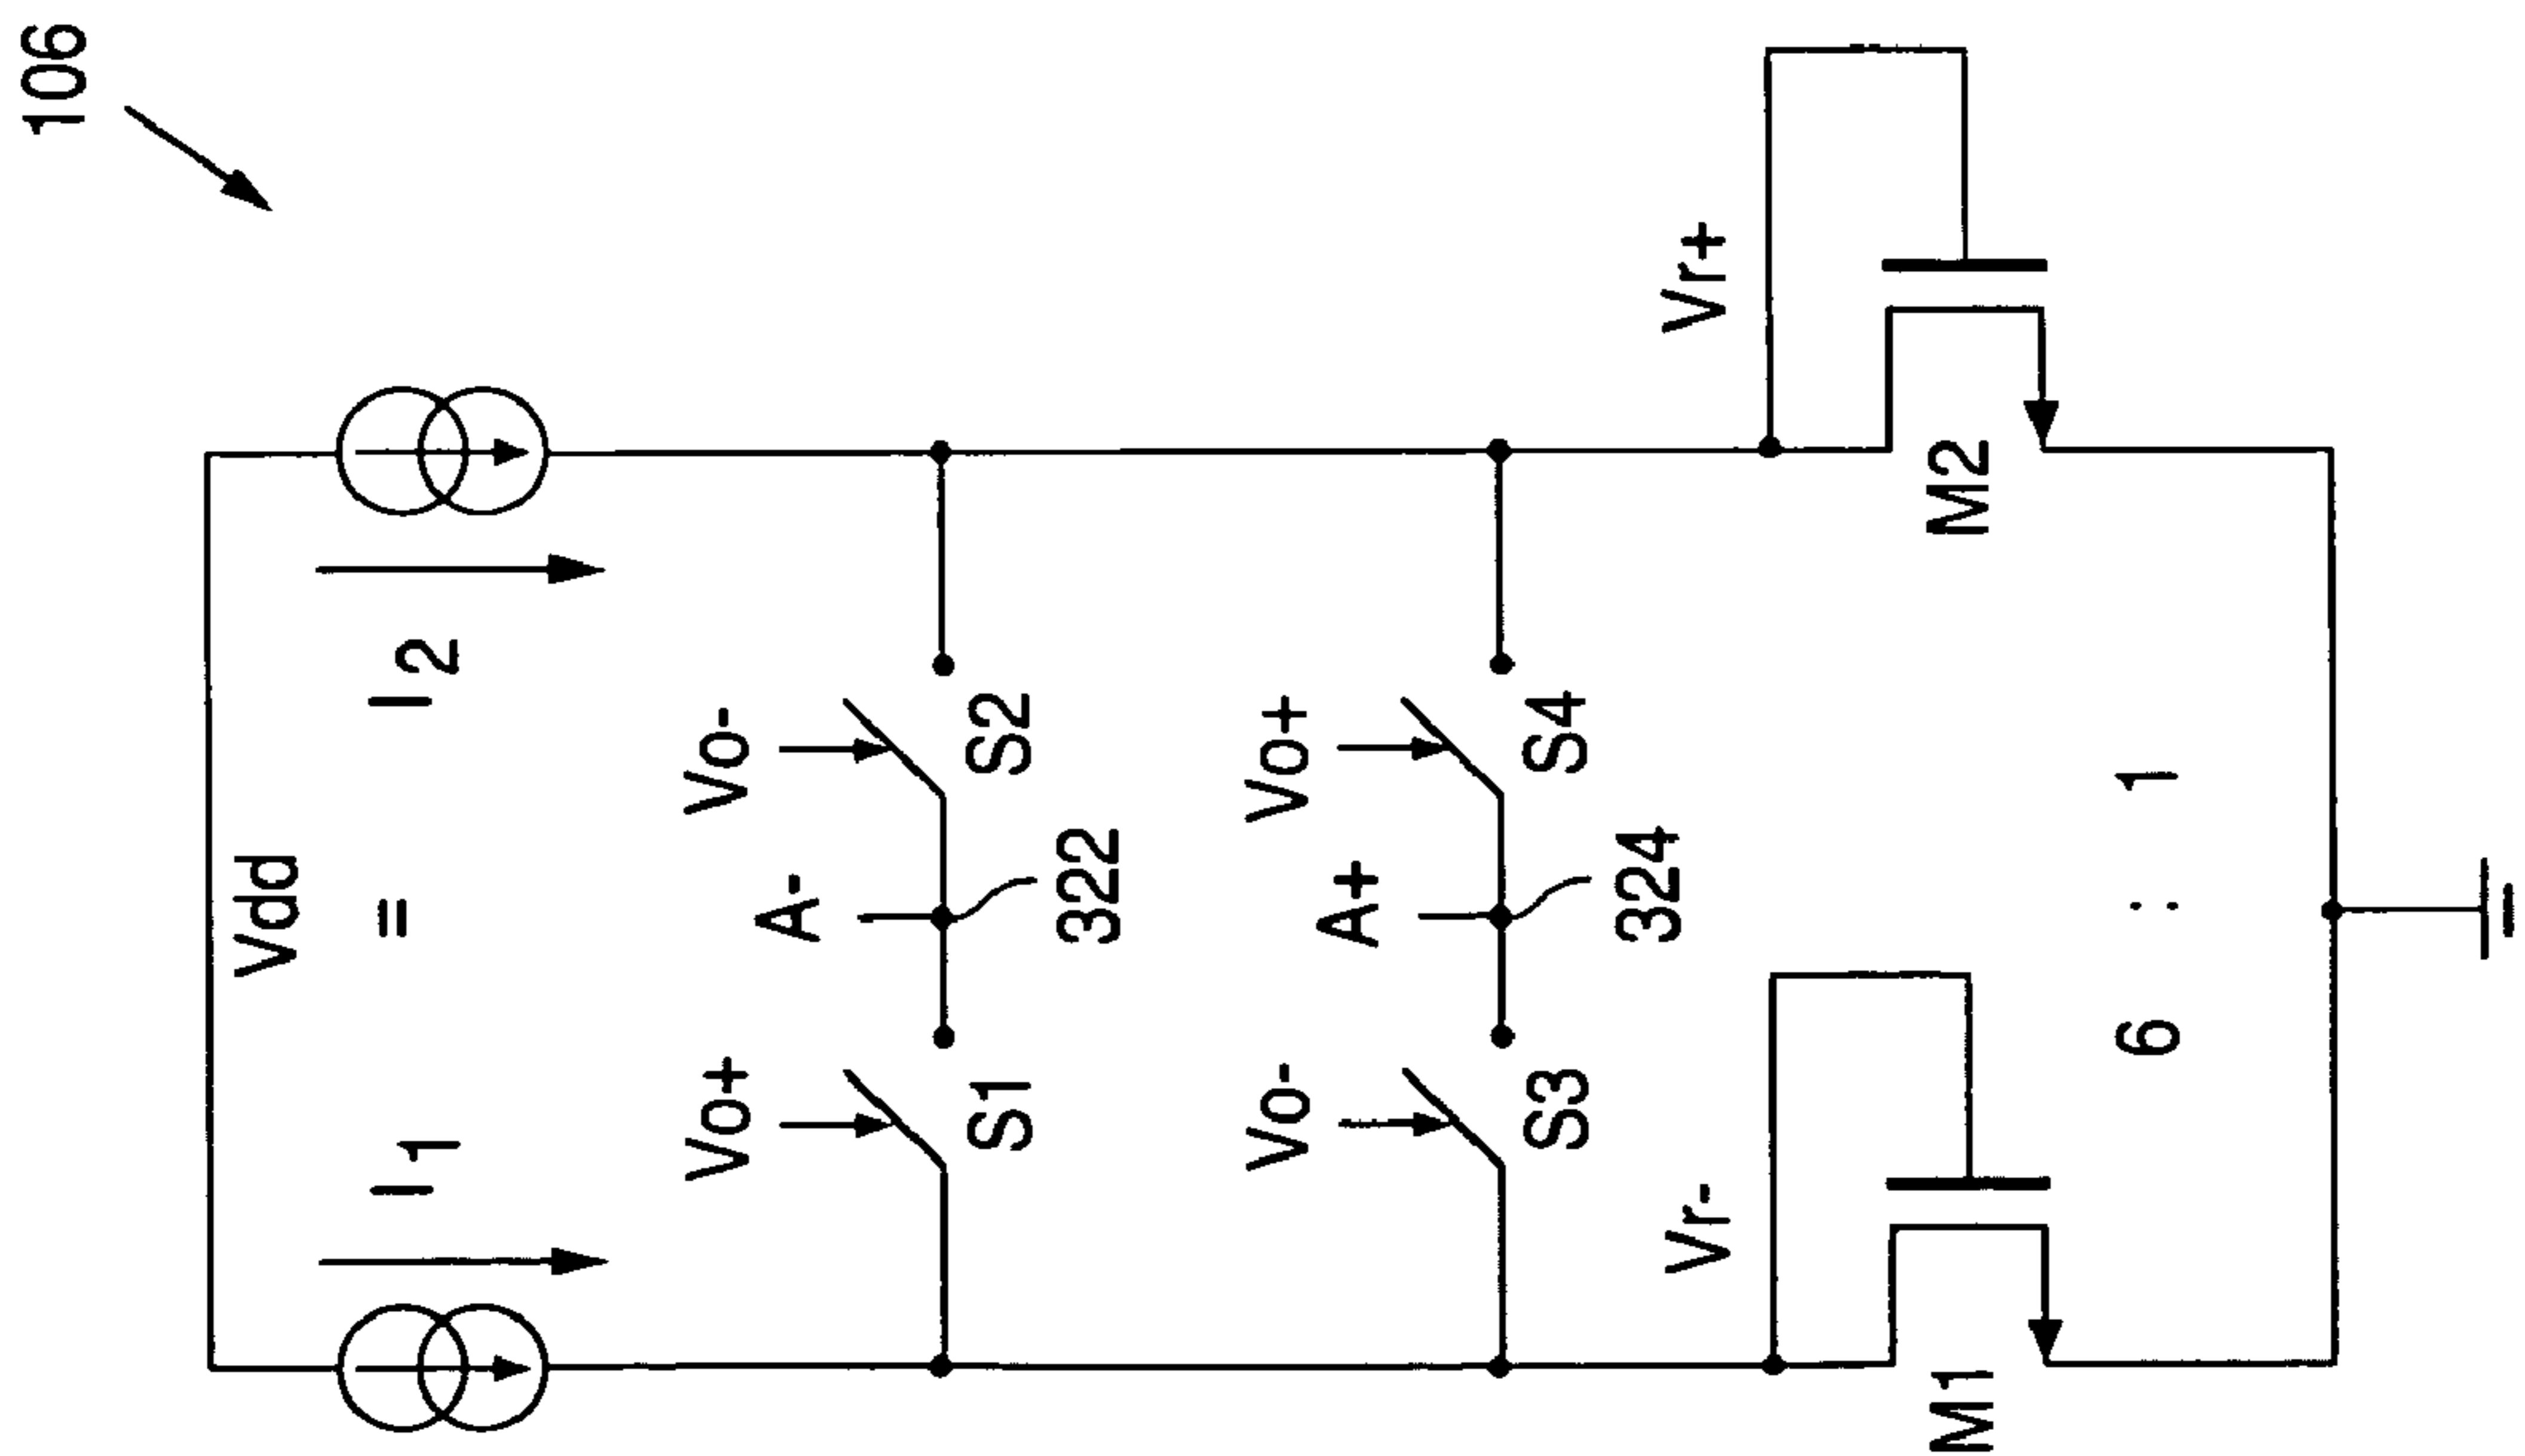 106
Vdd
I1 = I2
Vo+ A- Vo-
S1 322 S2
Vo- A+ Vo+
S3 324 S4
Vr- Vr+
M1 M2
6 : 1